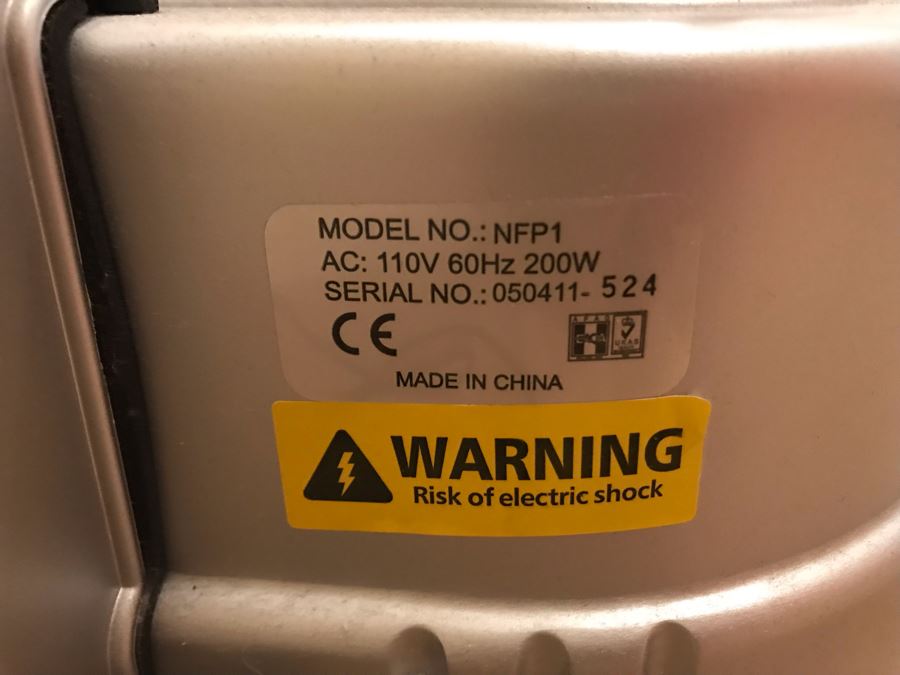 MODEL NO.: NFP1
AC: 110V 60Hz 200W
SERIAL NO.: 050411- 524
CE
UKAS
MADE IN CHINA
WARNING
Risk of electric shock